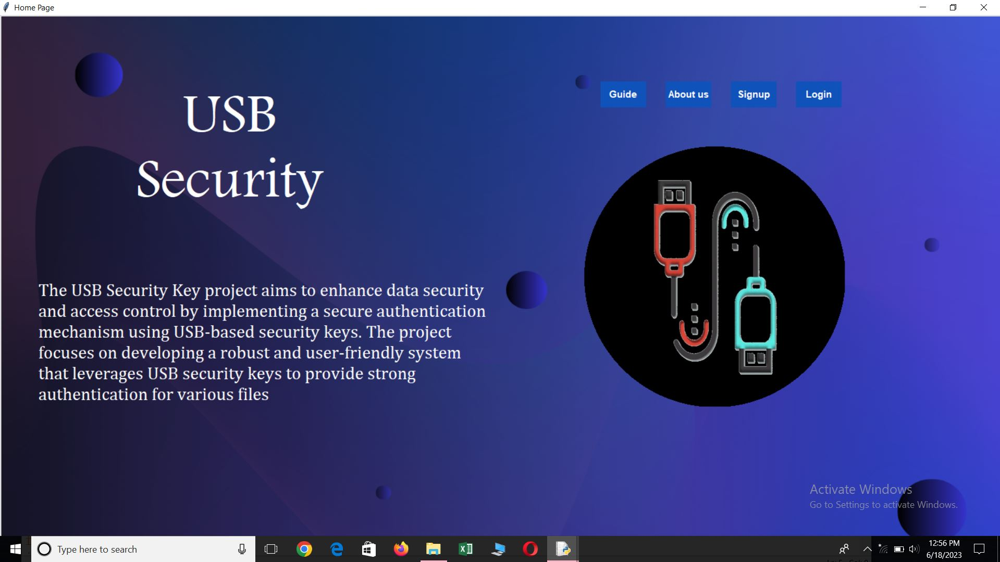 Home Page
Guide
About us
Signup
Login
USB
Security
The USB Security Key project aims to enhance data security
and access control by implementing a secure authentication
mechanism using USB-based security keys. The project
focuses on developing a robust and user-friendly system
that leverages USB security keys to provide strong
authentication for various files
Activate Windows
Go to Settings to activate Windows.
Type here to search
12:56 PM
6/18/2023